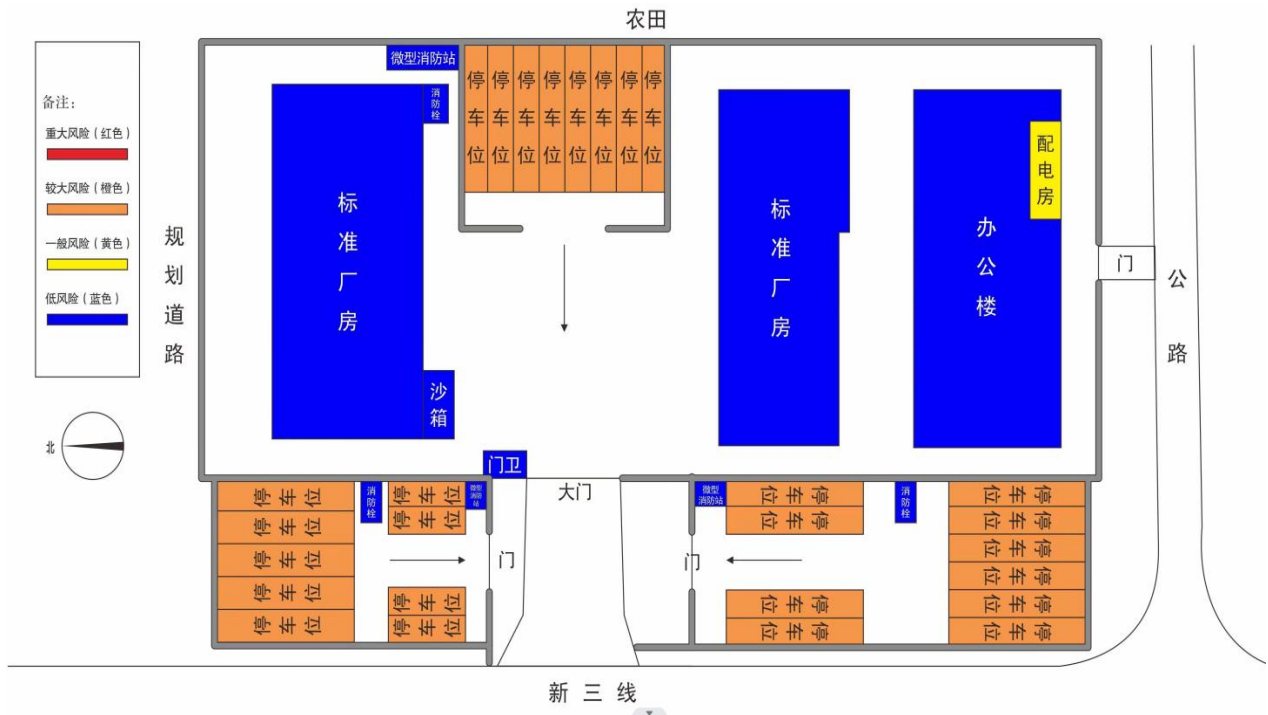 农田
备注：
重大风险（红色）
较大风险（橙色）
一般风险（黄色）
低风险（蓝色）
北
规划道路
微型消防站
消防栓
停车位
停车位
停车位
停车位
停车位
停车位
停车位
停车位
标准厂房
沙箱
标准厂房
办公楼
配电房
门
公路
门卫
大门
停车位
停车位
停车位
停车位
停车位
消防栓
停车位
停车位
停车位
停车位
微型消防站
门
门
微型
消防站
停车位
停车位
停车位
停车位
消防栓
停车位
停车位
停车位
停车位
停车位
停车位
新三线